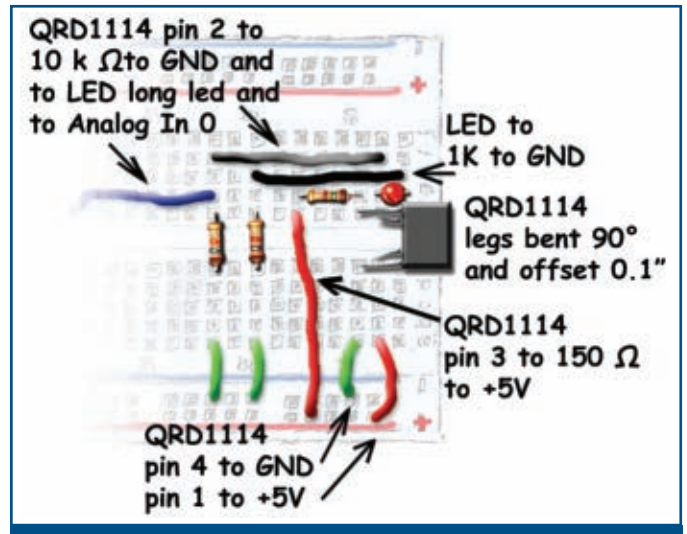 QRD1114 pin 2 to
10 k Ωto GND and
to LED long led and
to Analog In 0
LED to
1K to GND
QRD1114
legs bent 90°
and offset 0.1"
QRD1114
pin 3 to 150 Ω
to +5V
QRD1114
pin 4 to GND
pin 1 to +5V